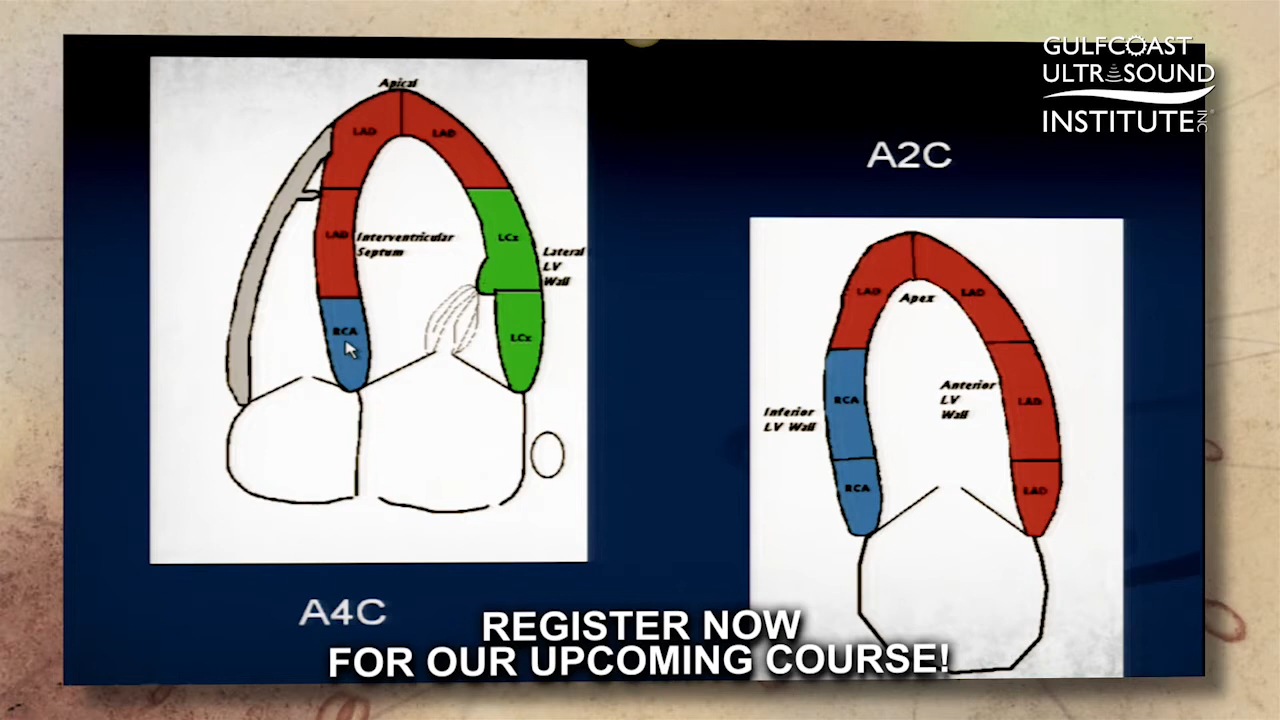 GULFCOAST
ULTRASOUND
INSTITUTE INC
Apical
LAD
LAD
LAD
Interventricular
Septum
LCx
Lateral
LV
Wall
RCA
LCx
A4C
A2C
LAD
Apex
LAD
RCA
Anterior
LV
Wall
LAD
Inferior
LV Wall
RCA
LAD
REGISTER NOW
FOR OUR UPCOMING COURSE!